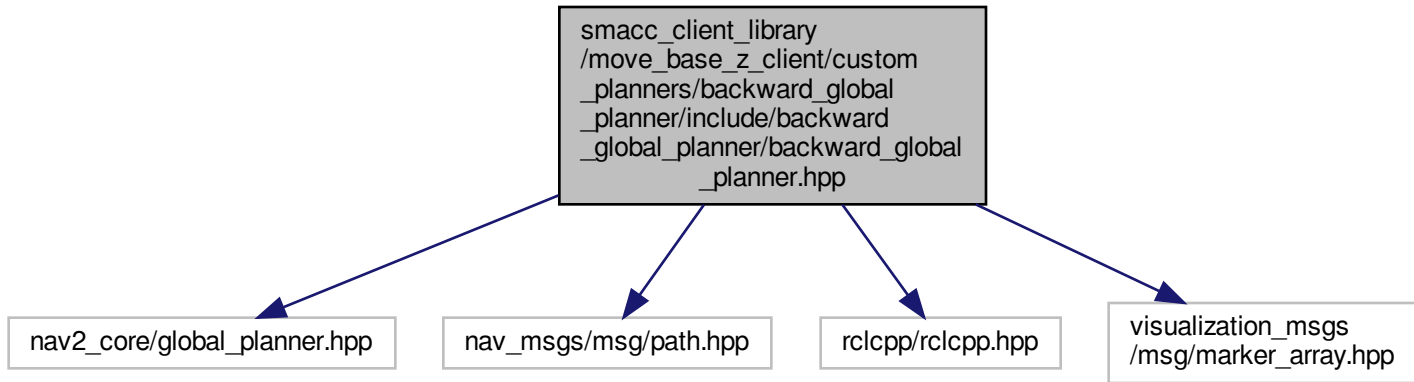 smacc_client_library
/move_base_z_client/custom
_planners/backward_global
_planner/include/backward
_global_planner/backward_global
_planner.hpp
nav2_core/global_planner.hpp
nav_msgs/msg/path.hpp
rclcpp/rclcpp.hpp
visualization_msgs
/msg/marker_array.hpp